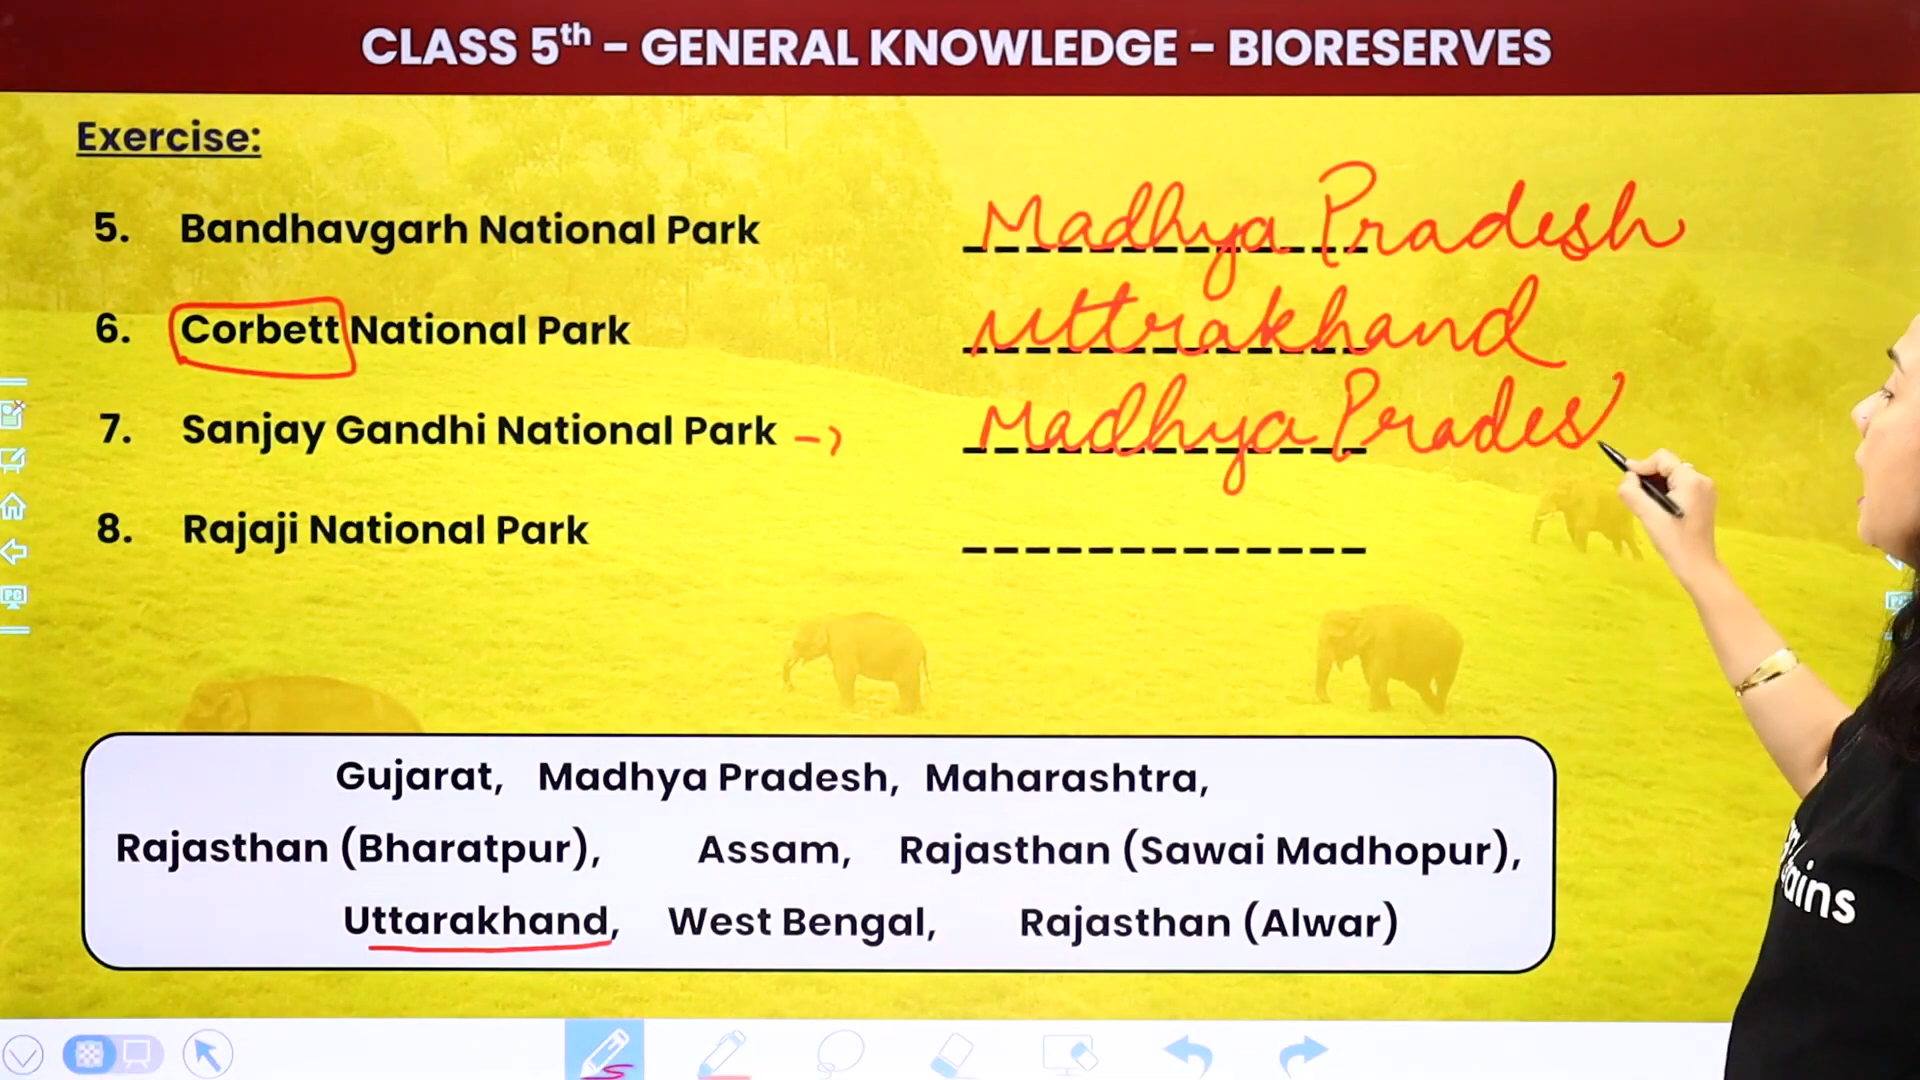 CLASS 5th – GENERAL KNOWLEDGE – BIORESERVES
Exercise:
5. Bandhavgarh National Park Madhya Pradesh
6. Corbett National Park Uttrakhand
7. Sanjay Gandhi National Park → Madhya Prades
8. Rajaji National Park _ _ _ _ _ _ _ _ _ _ _ _ _
Gujarat, Madhya Pradesh, Maharashtra,
Rajasthan (Bharatpur), Assam, Rajasthan (Sawai Madhopur),
Uttarakhand, West Bengal, Rajasthan (Alwar)